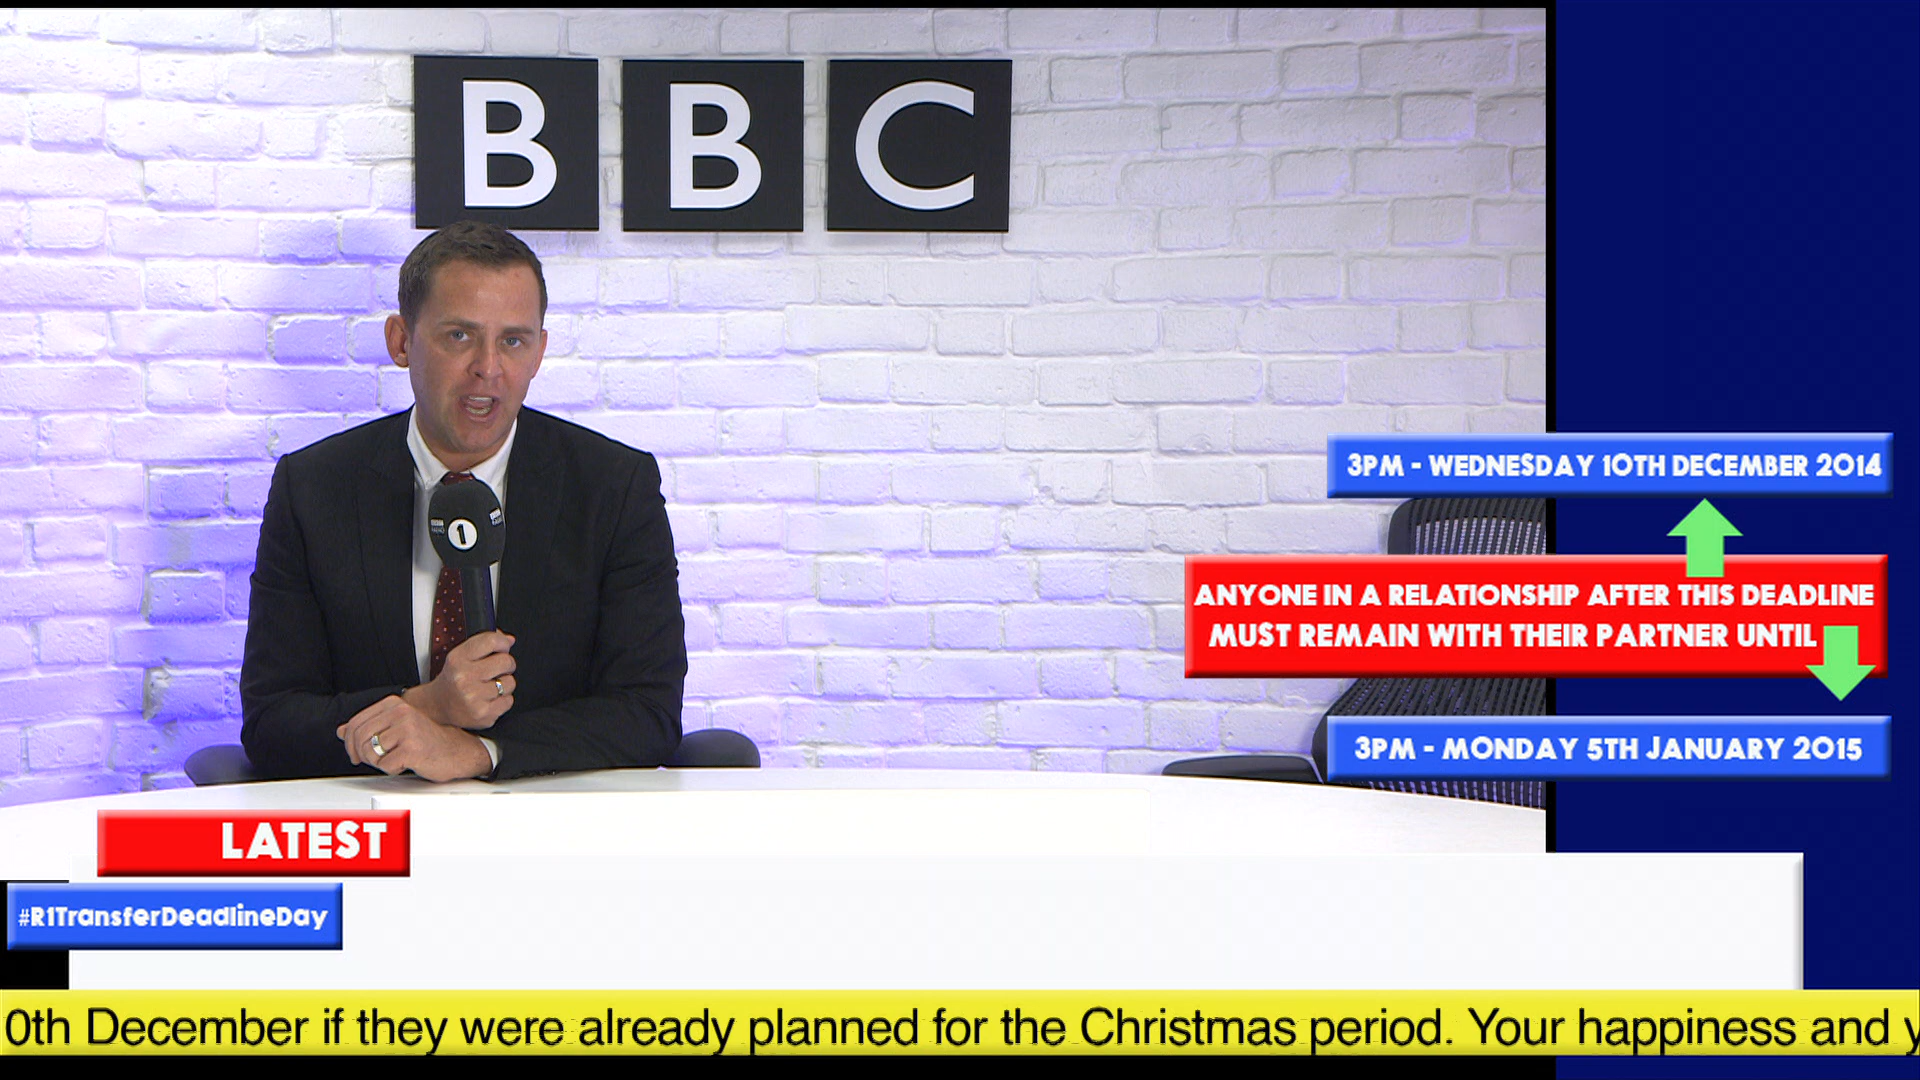 BBC
1
3PM - WEDNESDAY 10TH DECEMBER 2014
ANYONE IN A RELATIONSHIP AFTER THIS DEADLINE
MUST REMAIN WITH THEIR PARTNER UNTIL
3PM - MONDAY 5TH JANUARY 2015
LATEST
#R1TransferDeadlineDay
0th December if they were already planned for the Christmas period. Your happiness and y